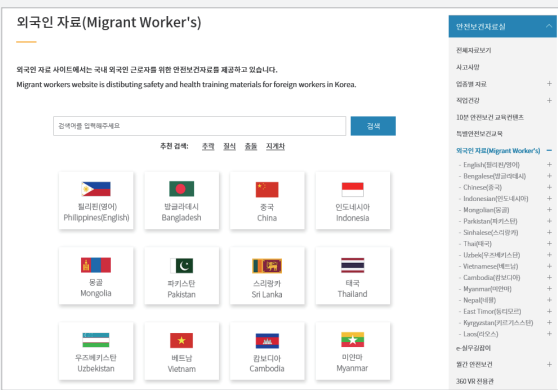 외국인 자료(Migrant Worker's)
외국인 자료 사이트에서는 국내 외국인 근로자를 위한 안전보건자료를 제공하고 있습니다.
Migrant workers website is distibuting safety and health training materials for foreign workers in Korea.
검색어를 입력해주세요
검색
추천 검색: 추락 질식 충돌 지게차
필리핀(영어)
Philippines(English)
방글라데시
Bangladesh
중국
China
인도네시아
Indonesia
몽골
Mongolia
파키스탄
Pakistan
스리랑카
Sri Lanka
태국
Thailand
우즈베키스탄
Uzbekistan
베트남
Vietnam
캄보디아
Cambodia
미얀마
Myanmar
안전보건자료실
전체자료보기
사고사망
업종별 자료 +
직업건강 +
10분 안전보건 교육컨텐츠
특별안전보건교육
외국인 자료(Migrant Worker's) −
- English(필리핀/영어) +
- Bengalese(방글라데시) +
- Chinese(중국) +
- Indonesian(인도네시아) +
- Mongolian(몽골) +
- Parkistan(파키스탄) +
- Sinhalese(스리랑카) +
- Thai(태국) +
- Uzbek(우즈베키스탄) +
- Vietnamese(베트남) +
- Cambodia(캄보디아) +
- Myanmar(미얀마) +
- Nepal(네팔) +
- East Timor(동티모르) +
- Kyrgyzstan(키르기스스탄) +
- Laos(라오스) +
e-실무길잡이
월간 안전보건 +
360 VR 전용관